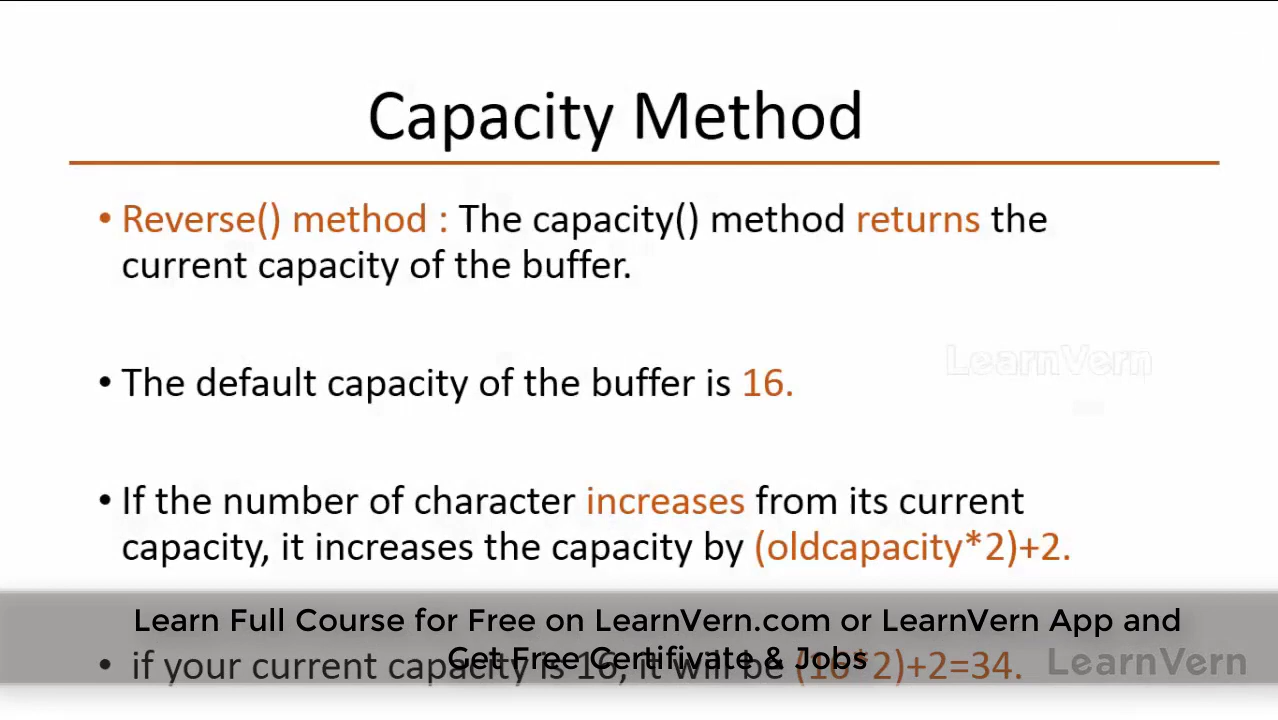 Capacity Method
• Reverse() method : The capacity() method returns the
current capacity of the buffer.
LearnVern
• The default capacity of the buffer is 16.
• If the number of character increases from its current
capacity, it increases the capacity by (oldcapacity*2)+2.
Learn Full Course for Free on LearnVern.com or LearnVern App and
Get Free Certifivate & Jobs
• if your current capacity is 16, it will be (16*2)+2=34.
LearnVern